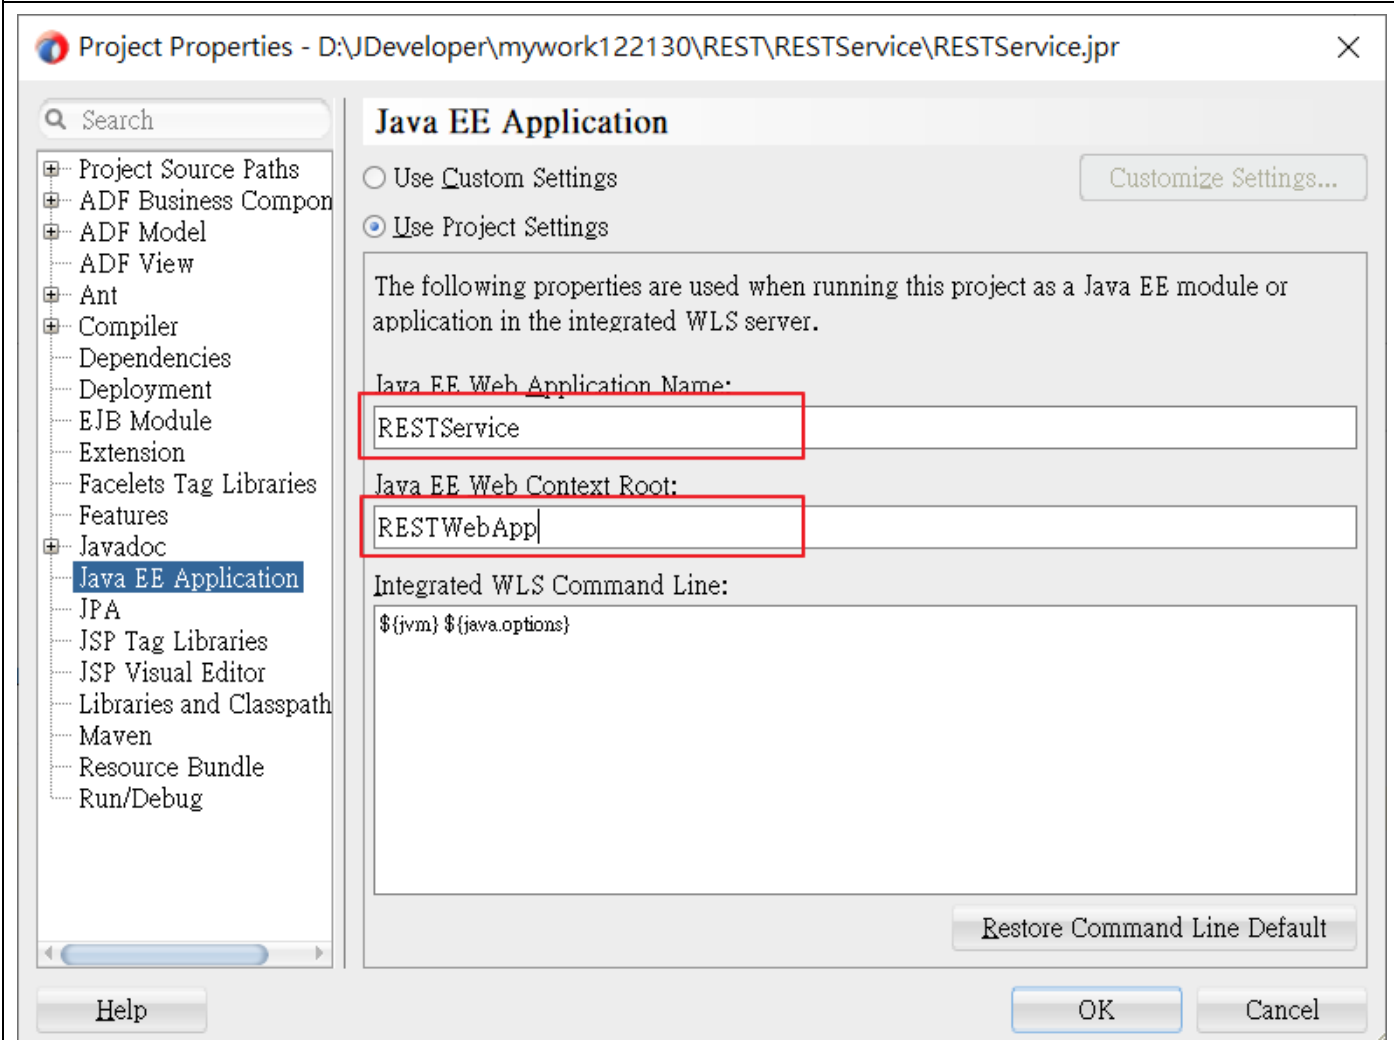 Project Properties - D:\JDeveloper\mywork122130\REST\RESTService\RESTService.jpr
Search
Project Source Paths
ADF Business Compon
ADF Model
ADF View
Ant
Compiler
Dependencies
Deployment
EJB Module
Extension
Facelets Tag Libraries
Features
Javadoc
Java EE Application
JPA
JSP Tag Libraries
JSP Visual Editor
Libraries and Classpath
Maven
Resource Bundle
Run/Debug
Java EE Application
Use Custom Settings
Customize Settings...
Use Project Settings
The following properties are used when running this project as a Java EE module or
application in the integrated WLS server.
Java EE Web Application Name:
RESTService
Java EE Web Context Root:
RESTWebApp
Integrated WLS Command Line:
${jvm} ${java.options}
Restore Command Line Default
Help
OK
Cancel